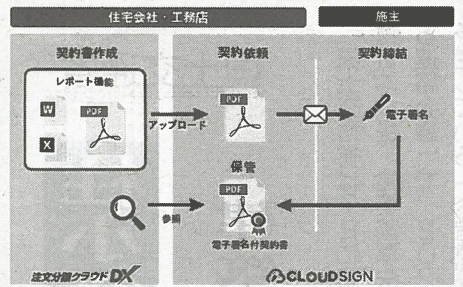 住宅会社・工務店
施主
契約書作成
契約依頼
契約締結
レポート機能
W
PDF
X
アップロード
PDF
電子署名
保管
PDF
参照
電子署名付契約書
注文分譲クラウドDX
CLOUDSIGN